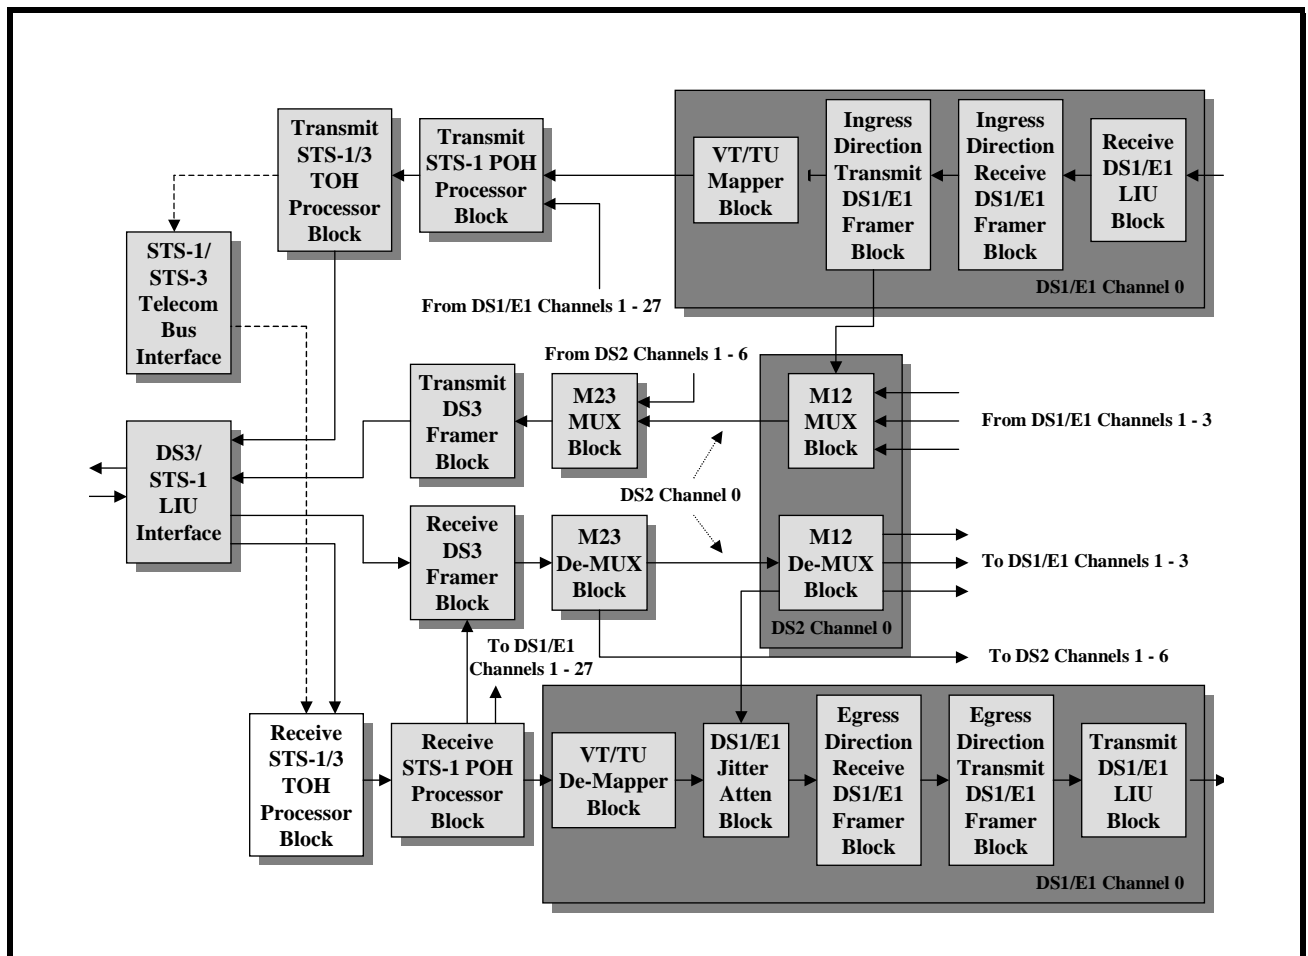 Transmit
STS-1/3
TOH
Processor
Block
Transmit
STS-1 POH
Processor
Block
VT/TU
Mapper
Block
Ingress
Direction
Transmit
DS1/E1
Framer
Block
Ingress
Direction
Receive
DS1/E1
Framer
Block
Receive
DS1/E1
LIU
Block
DS1/E1 Channel 0
STS-1/
STS-3
Telecom
Bus
Interface
From DS1/E1 Channels 1 - 27
From DS2 Channels 1 - 6
Transmit
DS3
Framer
Block
M23
MUX
Block
M12
MUX
Block
From DS1/E1 Channels 1 - 3
DS3/
STS-1
LIU
Interface
DS2 Channel 0
Receive
DS3
Framer
Block
M23
De-MUX
Block
M12
De-MUX
Block
To DS1/E1 Channels 1 - 3
DS2 Channel 0
To DS1/E1
Channels 1 - 27
To DS2 Channels 1 - 6
Receive
STS-1/3
TOH
Processor
Block
Receive
STS-1 POH
Processor
Block
VT/TU
De-Mapper
Block
DS1/E1
Jitter
Atten
Block
Egress
Direction
Receive
DS1/E1
Framer
Block
Egress
Direction
Transmit
DS1/E1
Framer
Block
Transmit
DS1/E1
LIU
Block
DS1/E1 Channel 0